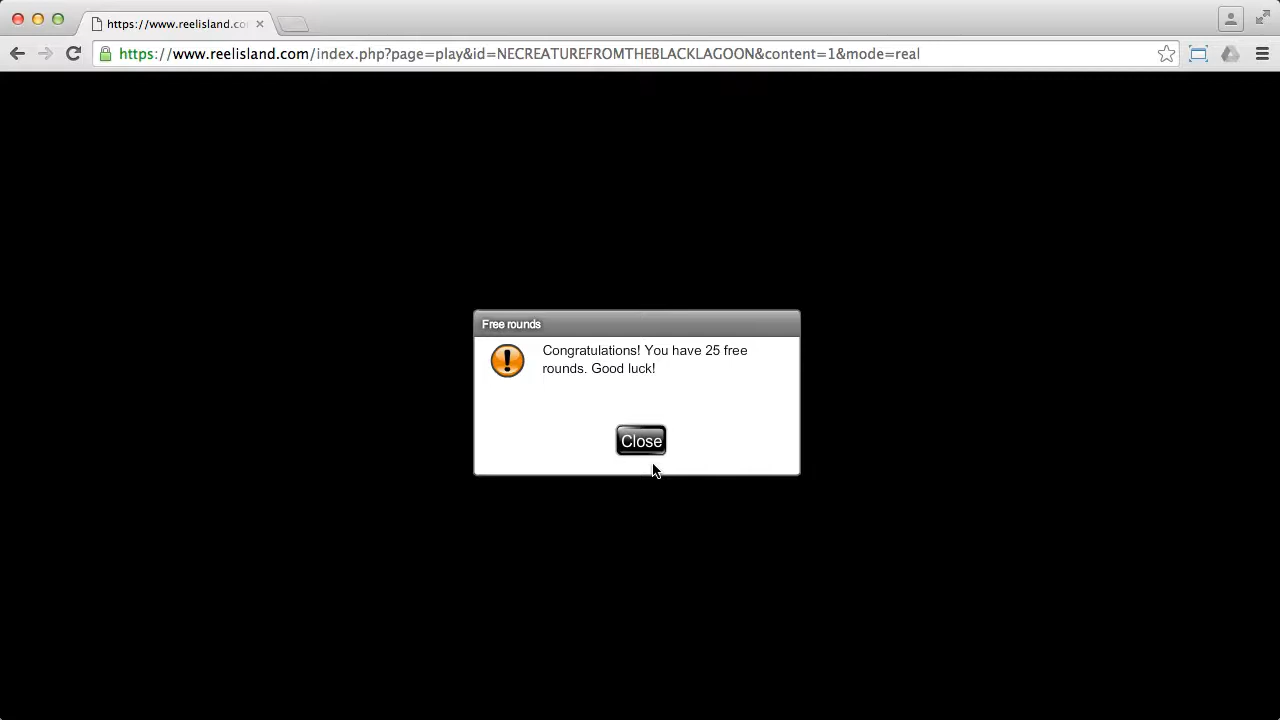 https://www.reelisland.co
https://www.reelisland.com/index.php?page=play&id=NECREATUREFROMTHEBLACKLAGOON&content=1&mode=real
Free rounds
Congratulations! You have 25 free
rounds. Good luck!
Close